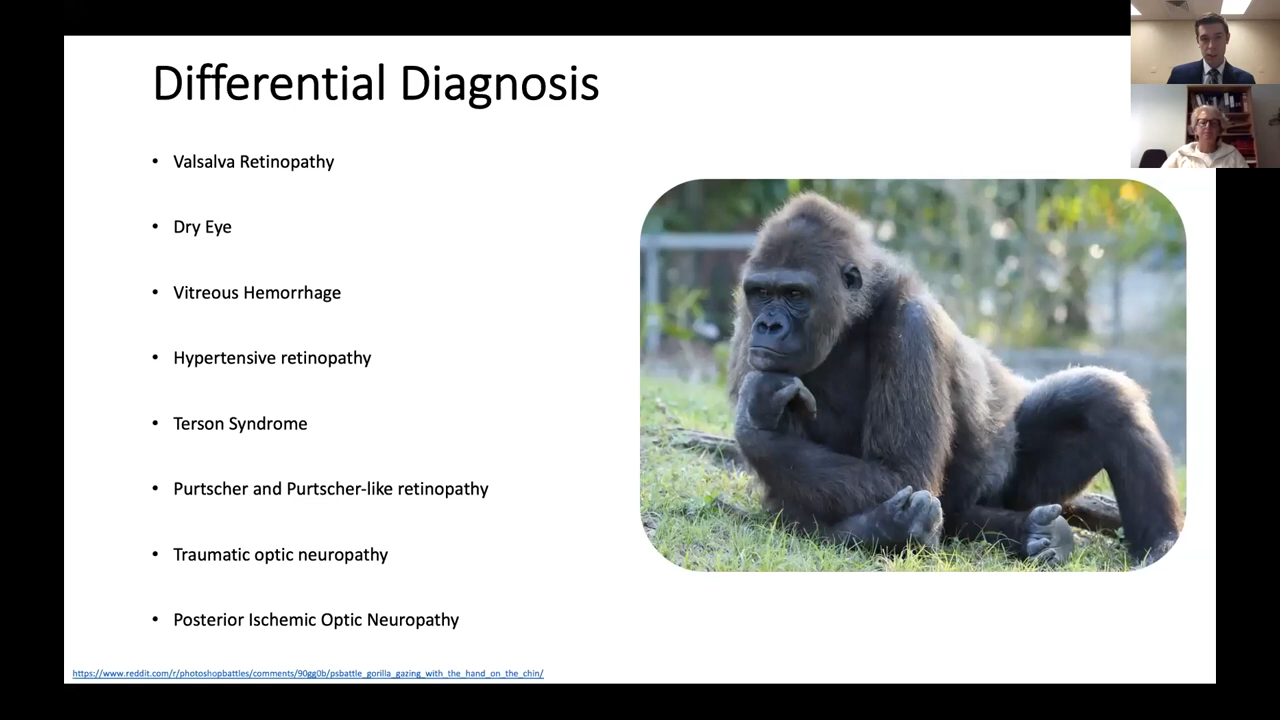 Differential Diagnosis
• Valsalva Retinopathy
• Dry Eye
• Vitreous Hemorrhage
• Hypertensive retinopathy
• Terson Syndrome
• Purtscher and Purtscher-like retinopathy
• Traumatic optic neuropathy
• Posterior Ischemic Optic Neuropathy
https://www.reddit.com/r/photoshopbattles/comments/90gg0b/psbattle_gorilla_gazing_with_the_hand_on_the_chin/